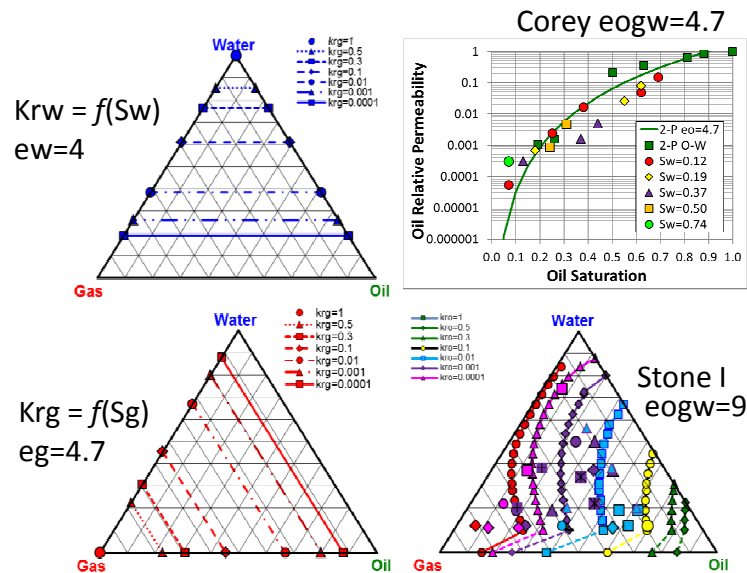 Corey eogw=4.7
Water
krg=1
krg=0.5
krg=0.3
krg=0.1
krg=0.01
krg=0.001
krg=0.0001
Krw = f(Sw)
ew=4
Gas
Oil
Oil Relative Permeability
1
0.1
0.01
0.001
0.0001
0.00001
0.000001
2-P eo=4.7
2-P O-W
Sw=0.12
Sw=0.19
Sw=0.37
Sw=0.50
Sw=0.74
0.0 0.1 0.2 0.3 0.4 0.5 0.6 0.7 0.8 0.9 1.0
Oil Saturation
Water
krg=1
krg=0.5
krg=0.3
krg=0.1
krg=0.01
krg=0.001
krg=0.0001
Krg = f(Sg)
eg=4.7
Gas
Oil
kro=1
kro=0.5
kro=0.3
kro=0.1
kro=0.01
kro=0.001
kro=0.0001
Water
Stone I
eogw=9
Gas
Oil